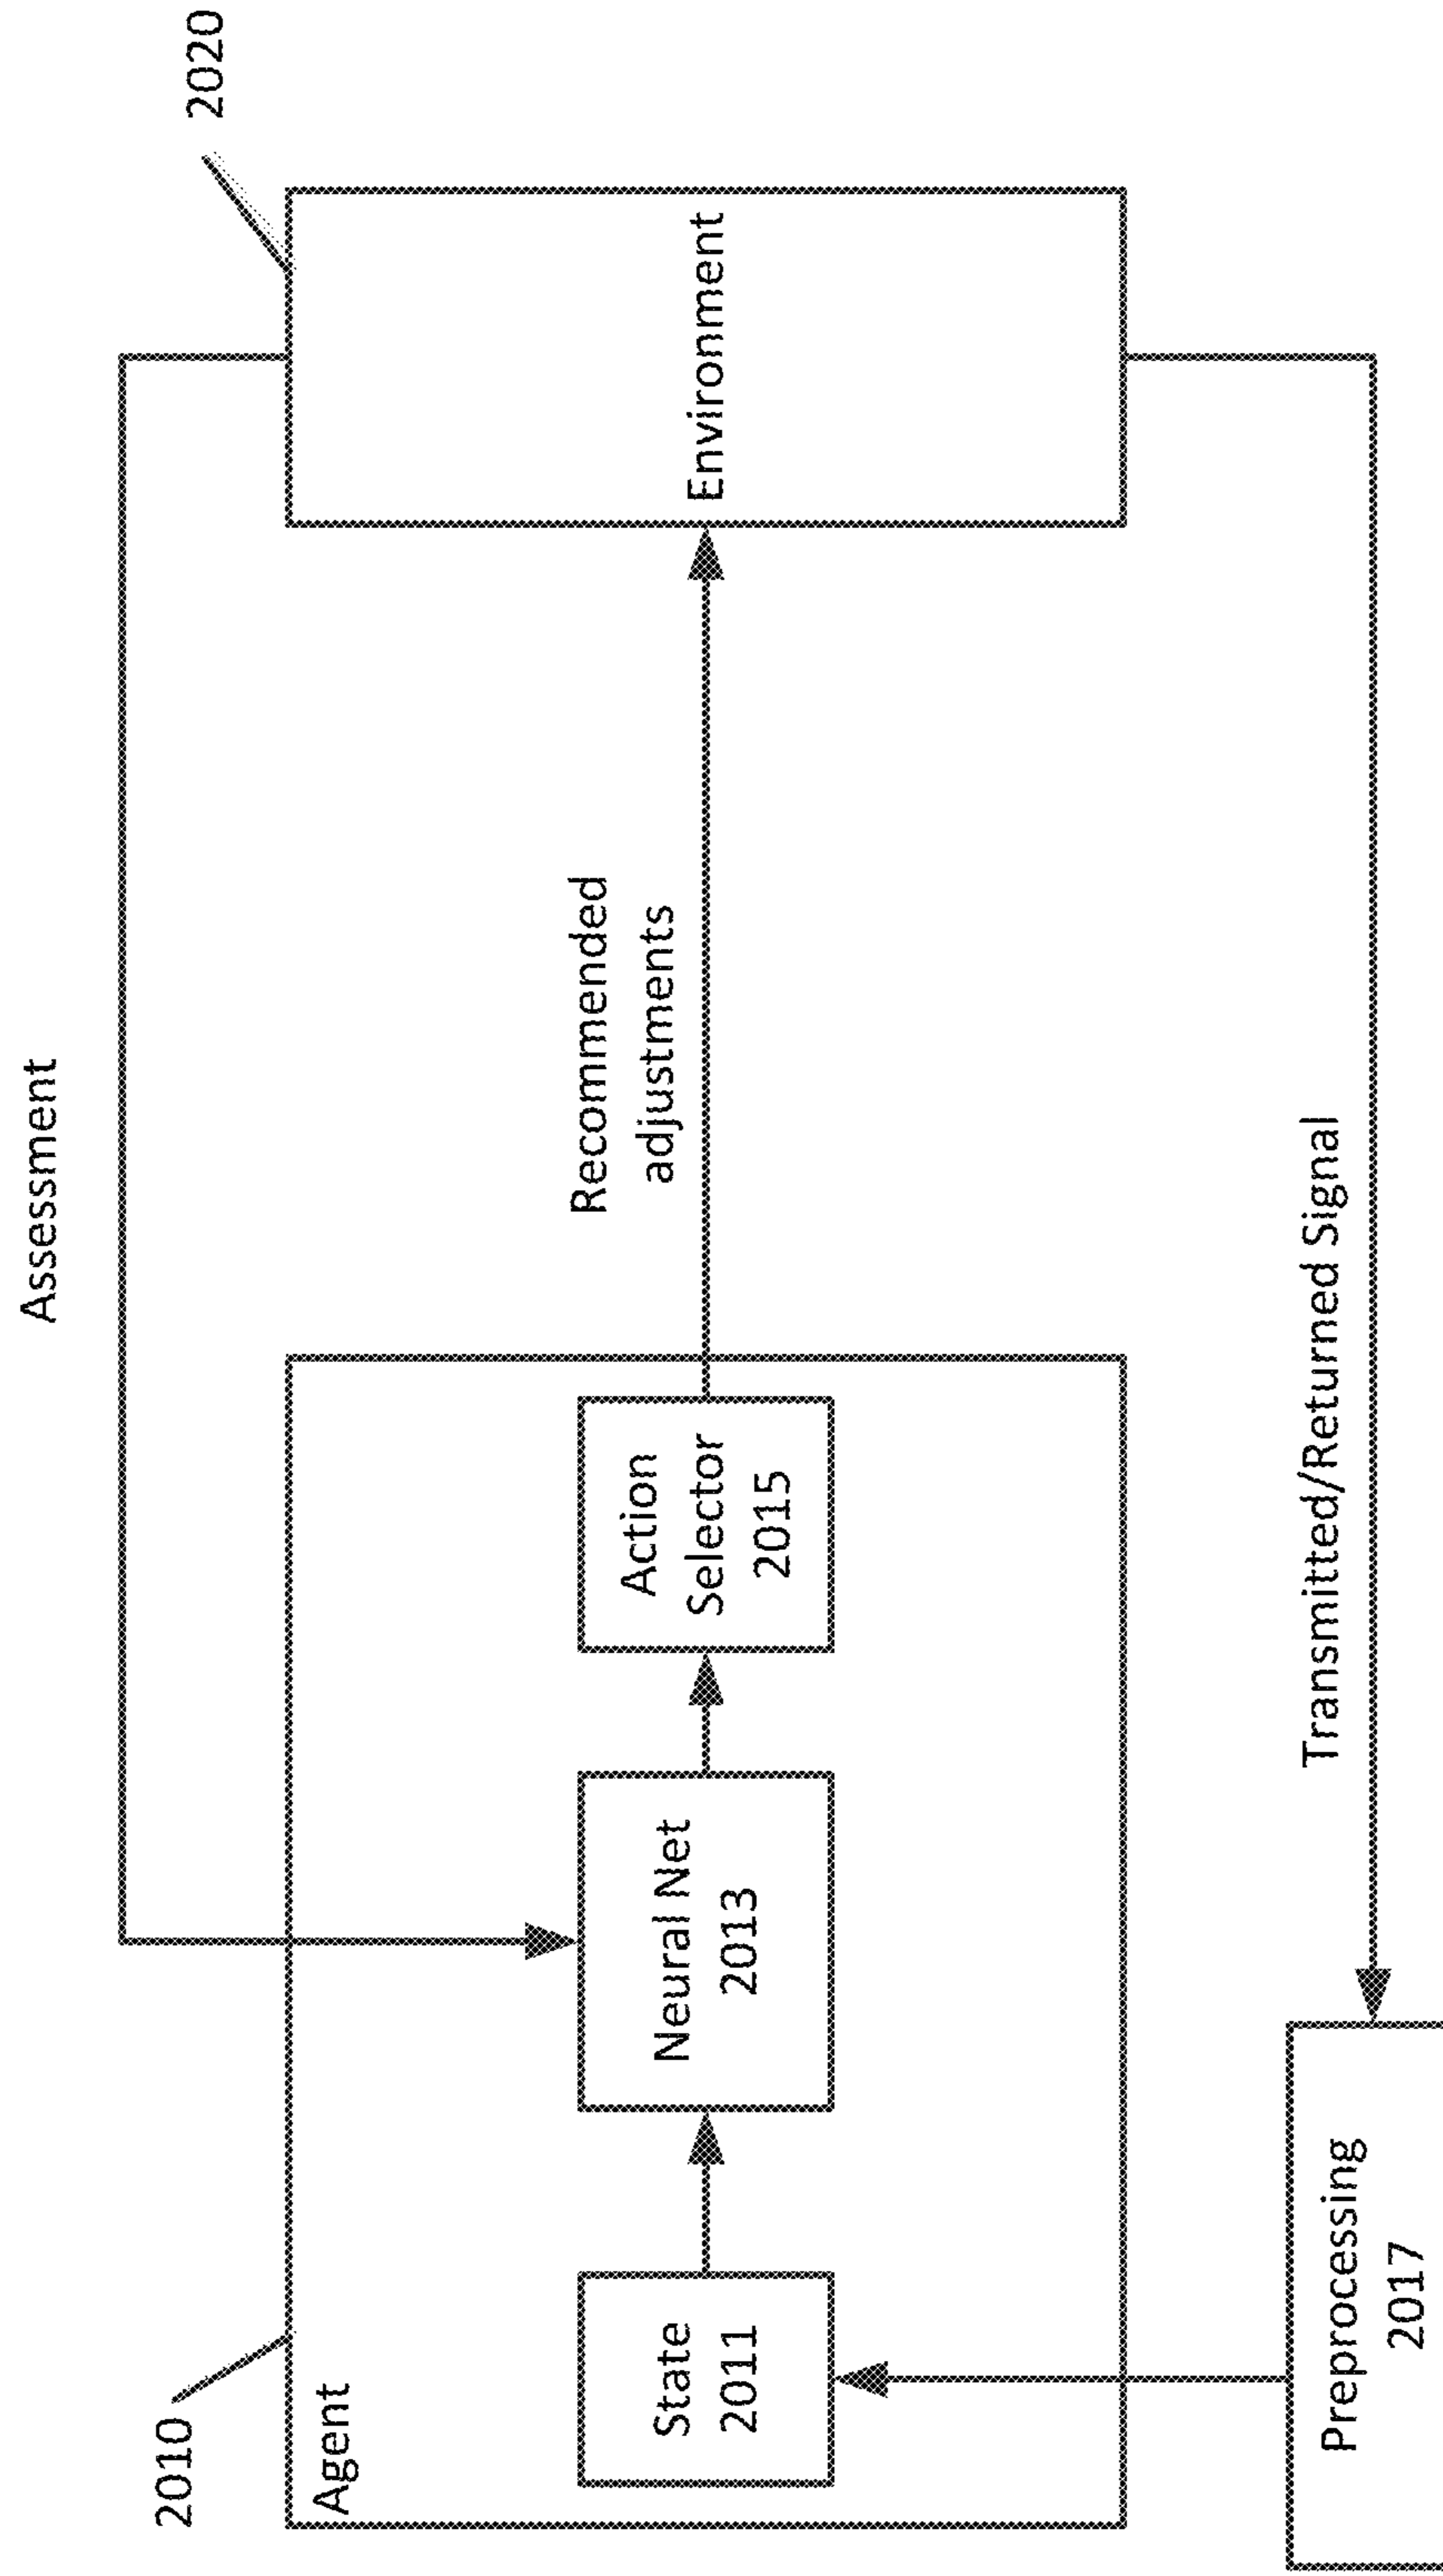 Assessment
2010
2020
Agent
State
2011
Neural Net
2013
Action
Selector
2015
Recommended
adjustments
Environment
Transmitted/Returned Signal
Preprocessing
2017